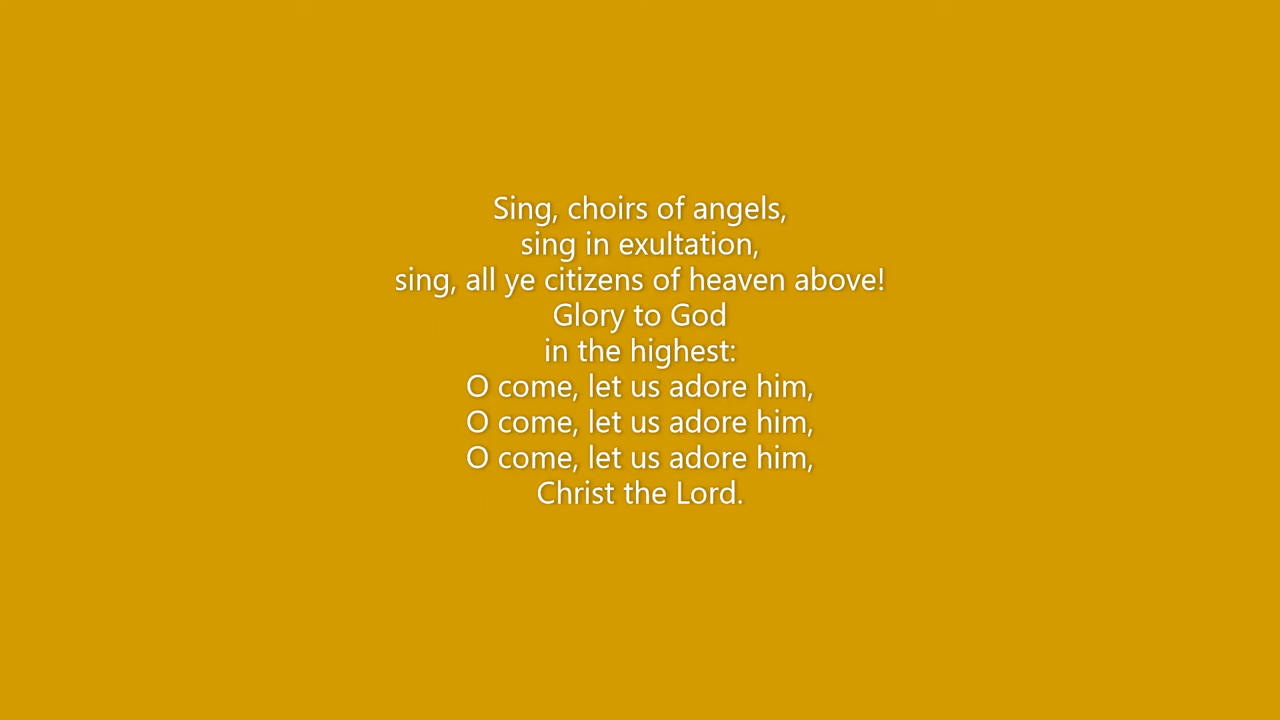 Sing, choirs of angels,
sing in exultation,
sing, all ye citizens of heaven above!
Glory to God
in the highest:
O come, let us adore him,
O come, let us adore him,
O come, let us adore him,
Christ the Lord.